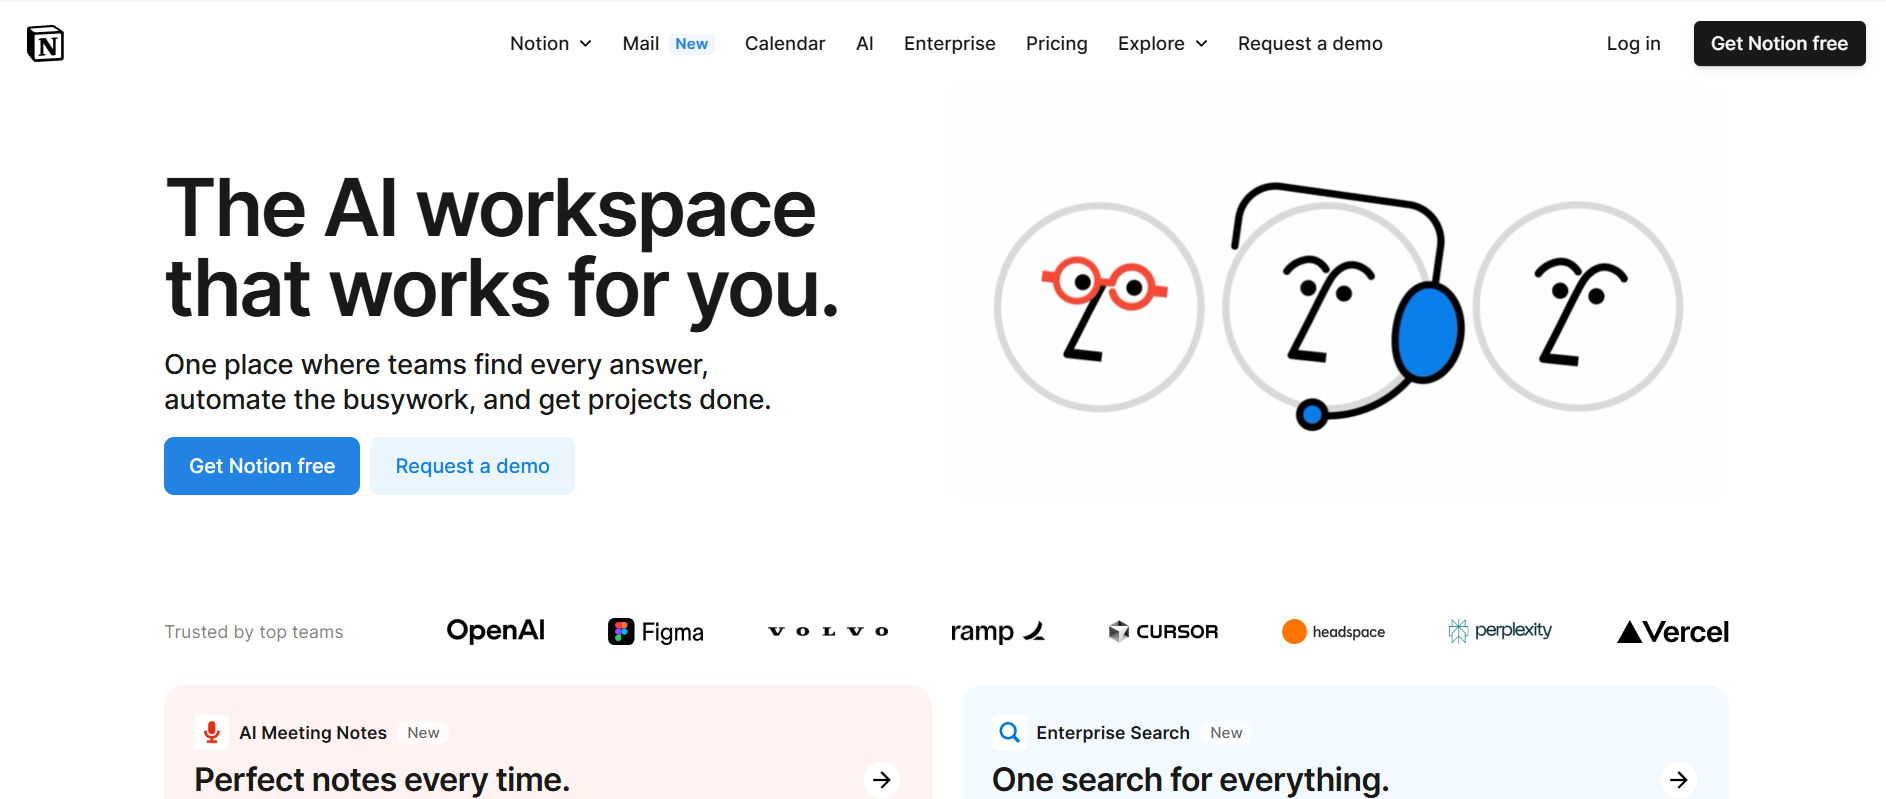 N
Notion
Mail New
Calendar
AI
Enterprise
Pricing
Explore
Request a demo
Log in
Get Notion free
The AI workspace
that works for you.
One place where teams find every answer,
automate the busywork, and get projects done.
Get Notion free
Request a demo
Trusted by top teams
OpenAI
Figma
VOLVO
ramp
CURSOR
headspace
perplexity
Vercel
AI Meeting Notes New
Perfect notes every time.
Enterprise Search New
One search for everything.